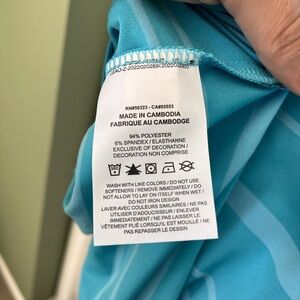 RN#56323 - CA#05553
MADE IN CAMBODIA
FABRIQUE AU CAMBODGE
94% POLYESTER
6% SPANDEX / ELASTHANNE
EXCLUSIVE OF DECORATION /
DECORATION NON COMPRISE
WASH WITH LIKE COLORS / DO NOT USE
SOFTENERS / REMOVE IMMEDIATELY / DO
NOT ALLOW TO LAY ON ITSELF WHEN WET /
DO NOT IRON DESIGN
LAVER AVEC COULEURS SIMILAIRES / NE PAS
UTILISER D'ADOUCISSEUR / ENLEVER
IMMÉDIATEMENT / NE PAS LAISSER LE
VÊTEMENT PLIÉ LORSQU'IL EST MOUILLÉ / NE
PAS REPASSER LE DESSIN